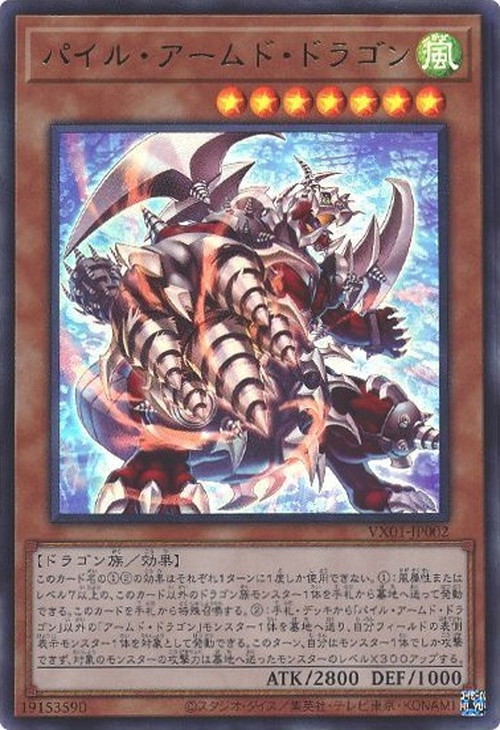 パイル・アームド・ドラゴン
風
VX01-JP002
【ドラゴン族/効果】
このカード名の①②の効果はそれぞれ1ターンに1度しか使用できない。①：風属性または
レベル7以上の、このカード以外のドラゴン族モンスター1体を手札から墓地へ送って発動
できる。このカードを手札から特殊召喚する。②：手札・デッキから「パイル・アームド・ドラ
ゴン」以外の「アームド・ドラゴン」モンスター1体を墓地へ送り、自分フィールドの表側
表示モンスター1体を対象として発動できる。このターン、自分はモンスター1体でしか攻撃
できず、対象のモンスターの攻撃力は墓地へ送ったモンスターのレベル×300アップする。
ATK/2800 DEF/1000
19153590 ©スタジオ・ダイス/集英社・テレビ東京・KONAMI